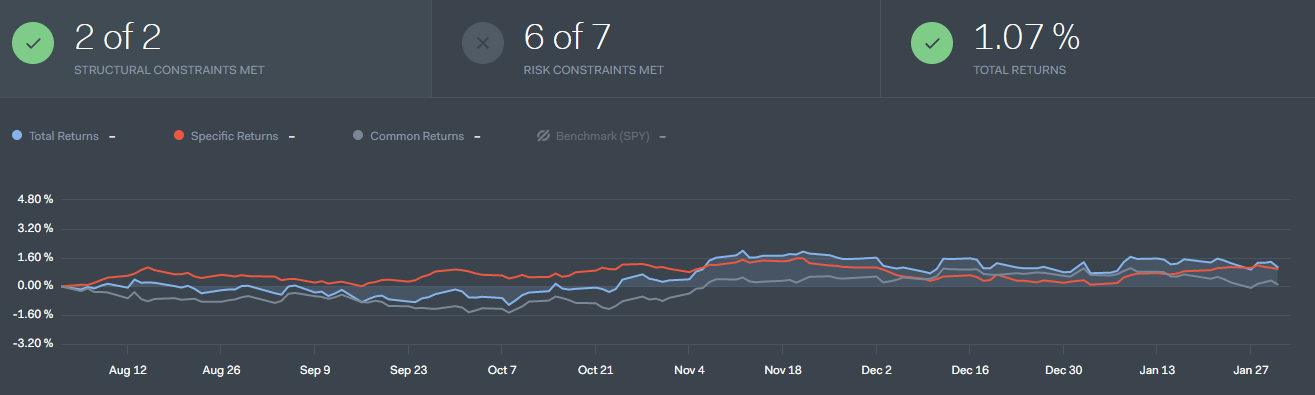 2 of 2
STRUCTURAL CONSTRAINTS MET
6 of 7
RISK CONSTRAINTS MET
1.07 %
TOTAL RETURNS
Total Returns – Specific Returns – Common Returns – Benchmark (SPY) –
4.80 %
3.20 %
1.60 %
0.00 %
-1.60 %
-3.20 %
Aug 12 Aug 26 Sep 9 Sep 23 Oct 7 Oct 21 Nov 4 Nov 18 Dec 2 Dec 16 Dec 30 Jan 13 Jan 27